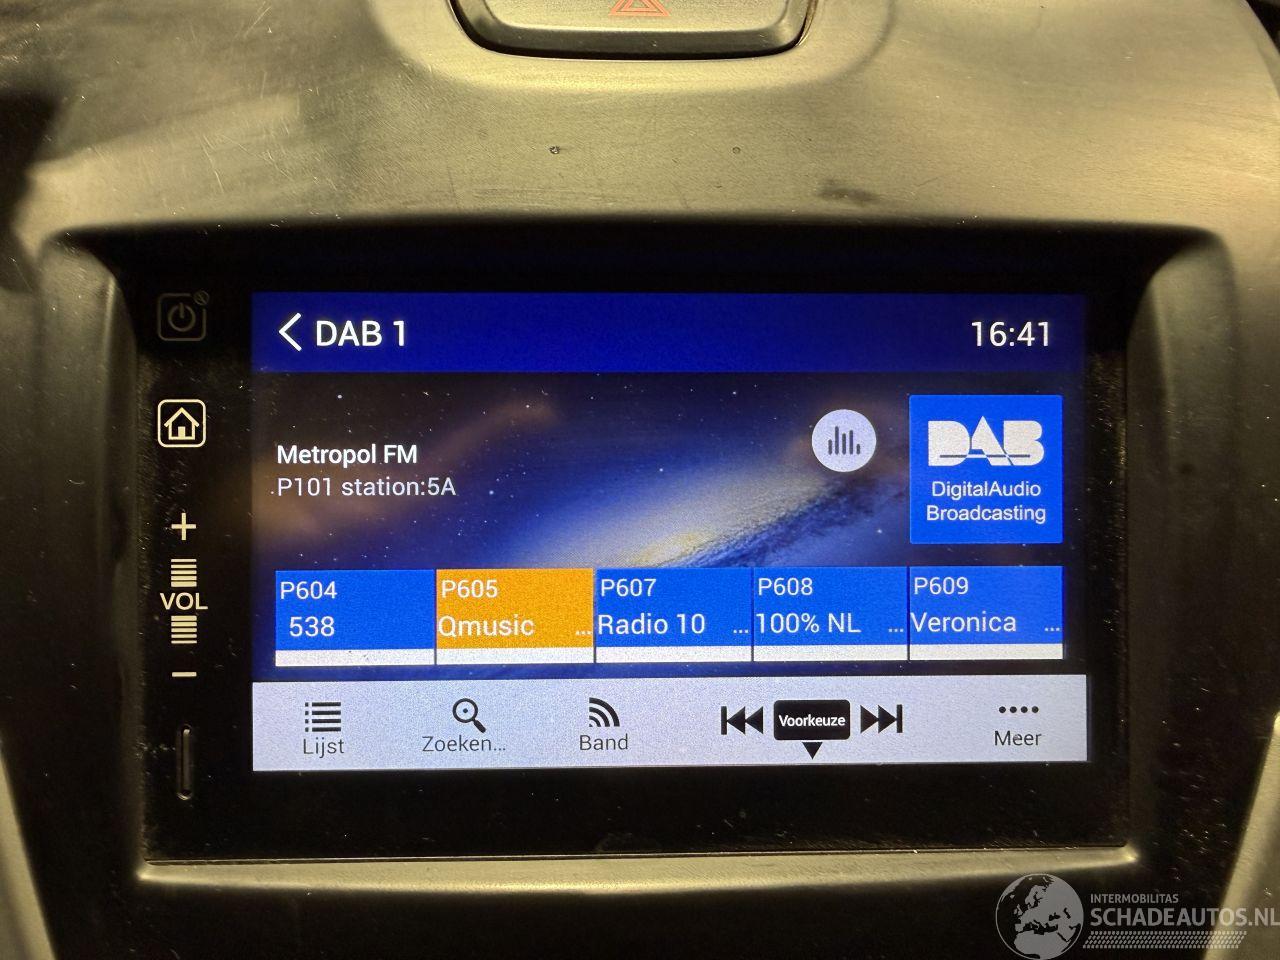 DAB 1
16:41
Metropol FM
P101 station:5A
DAB
DigitalAudio
Broadcasting
P604
538
P605
Qmusic ...
P607
Radio 10 ...
P608
100% NL ...
P609
Veronica ...
VOL
Lijst
Zoeken...
Band
Voorkeuze
Meer
INTERMOBILITAS
SCHADEAUTOS.NL